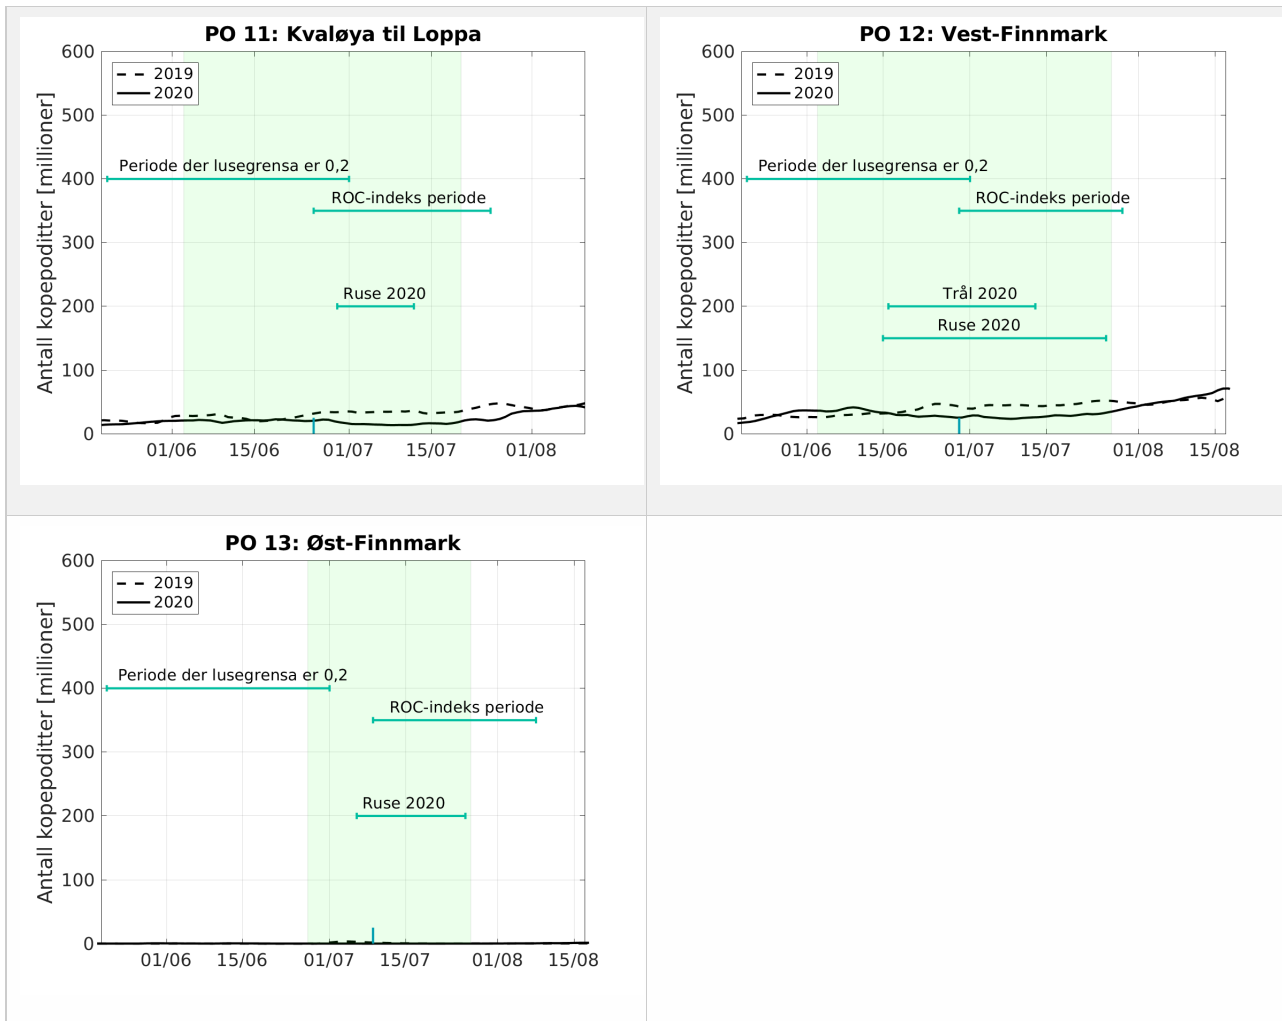 PO 11: Kvaløya til Loppa
600
500
400
300
200
100
0
Antall kopepoditter [millioner]
2019
2020
Periode der lusegrensa er 0,2
ROC-indeks periode
Ruse 2020
01/06 15/06 01/07 15/07 01/08
PO 12: Vest-Finnmark
600
500
400
300
200
100
0
Antall kopepoditter [millioner]
2019
2020
Periode der lusegrensa er 0,2
ROC-indeks periode
Trål 2020
Ruse 2020
01/06 15/06 01/07 15/07 01/08 15/08
PO 13: Øst-Finnmark
600
500
400
300
200
100
0
Antall kopepoditter [millioner]
2019
2020
Periode der lusegrensa er 0,2
ROC-indeks periode
Ruse 2020
01/06 15/06 01/07 15/07 01/08 15/08